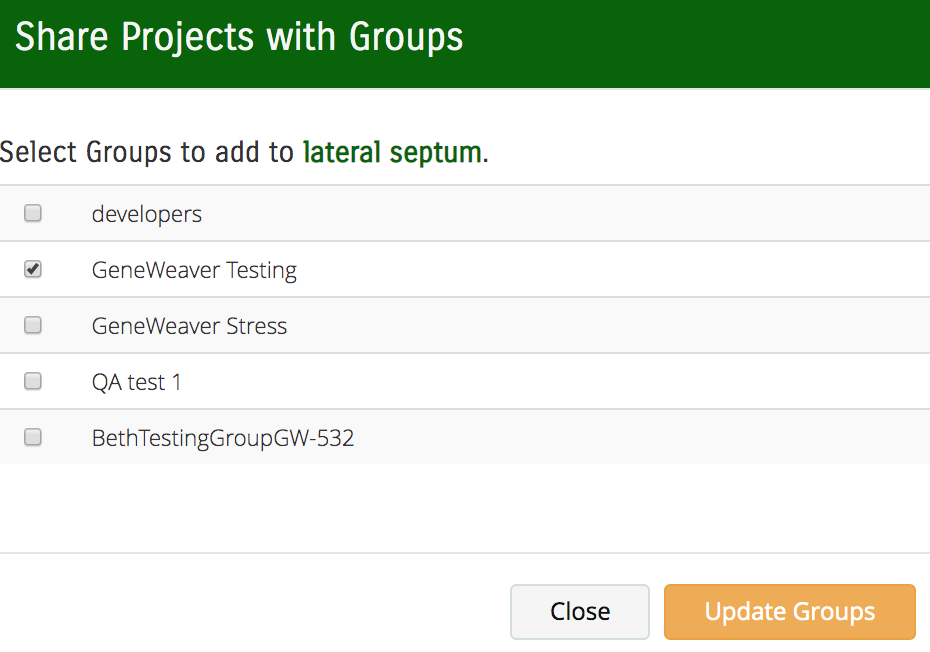 Share Projects with Groups
Select Groups to add to lateral septum.
developers
GeneWeaver Testing
GeneWeaver Stress
QA test 1
BethTestingGroupGW-532
Close
Update Groups